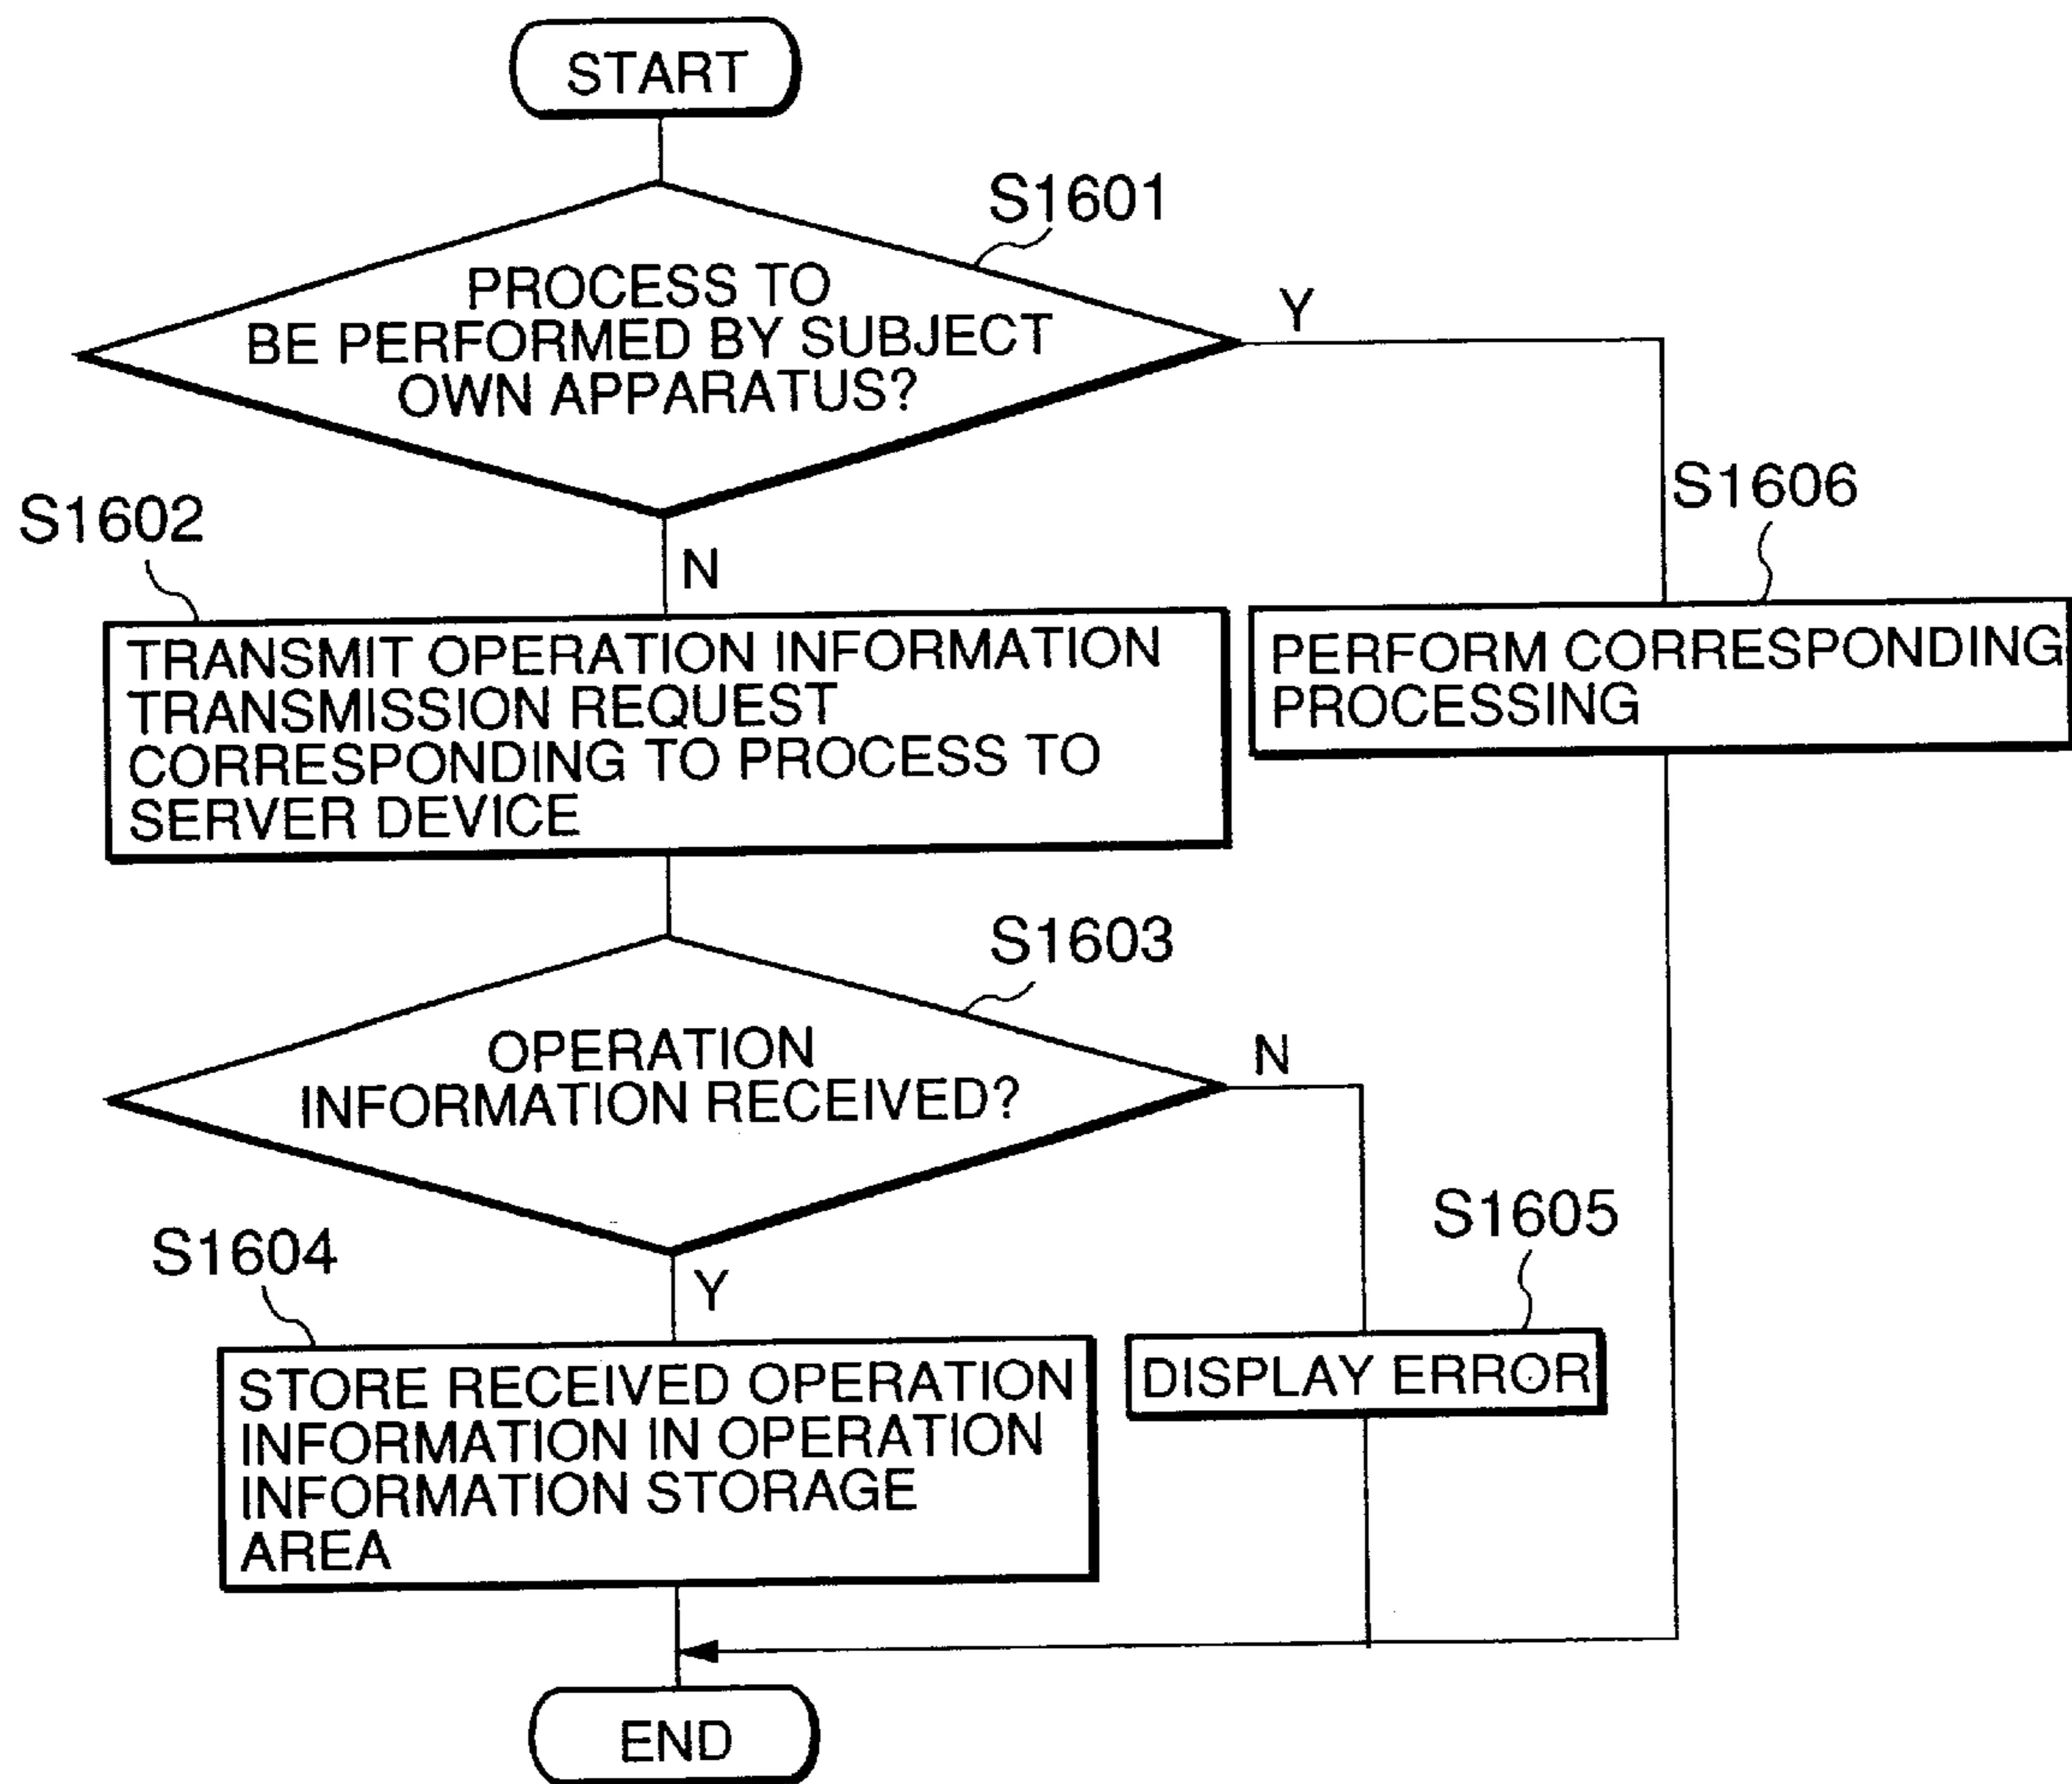 START
S1601
PROCESS TO
BE PERFORMED BY SUBJECT
OWN APPARATUS?
Y
N
S1602
TRANSMIT OPERATION INFORMATION
TRANSMISSION REQUEST
CORRESPONDING TO PROCESS TO
SERVER DEVICE
S1606
PERFORM CORRESPONDING
PROCESSING
S1603
OPERATION
INFORMATION RECEIVED?
N
Y
S1604
STORE RECEIVED OPERATION
INFORMATION IN OPERATION
INFORMATION STORAGE
AREA
S1605
DISPLAY ERROR
END